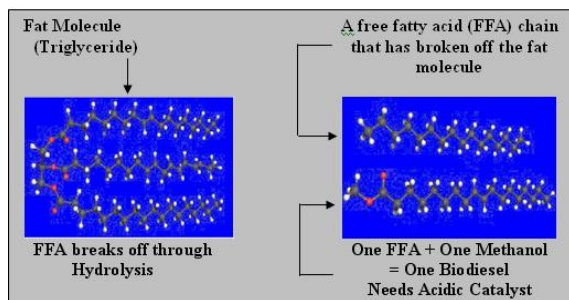 Fat Molecule
(Triglyceride)
FFA breaks off through
Hydrolysis
A free fatty acid (FFA) chain
that has broken off the fat
molecule
One FFA + One Methanol
= One Biodiesel
Needs Acidic Catalyst